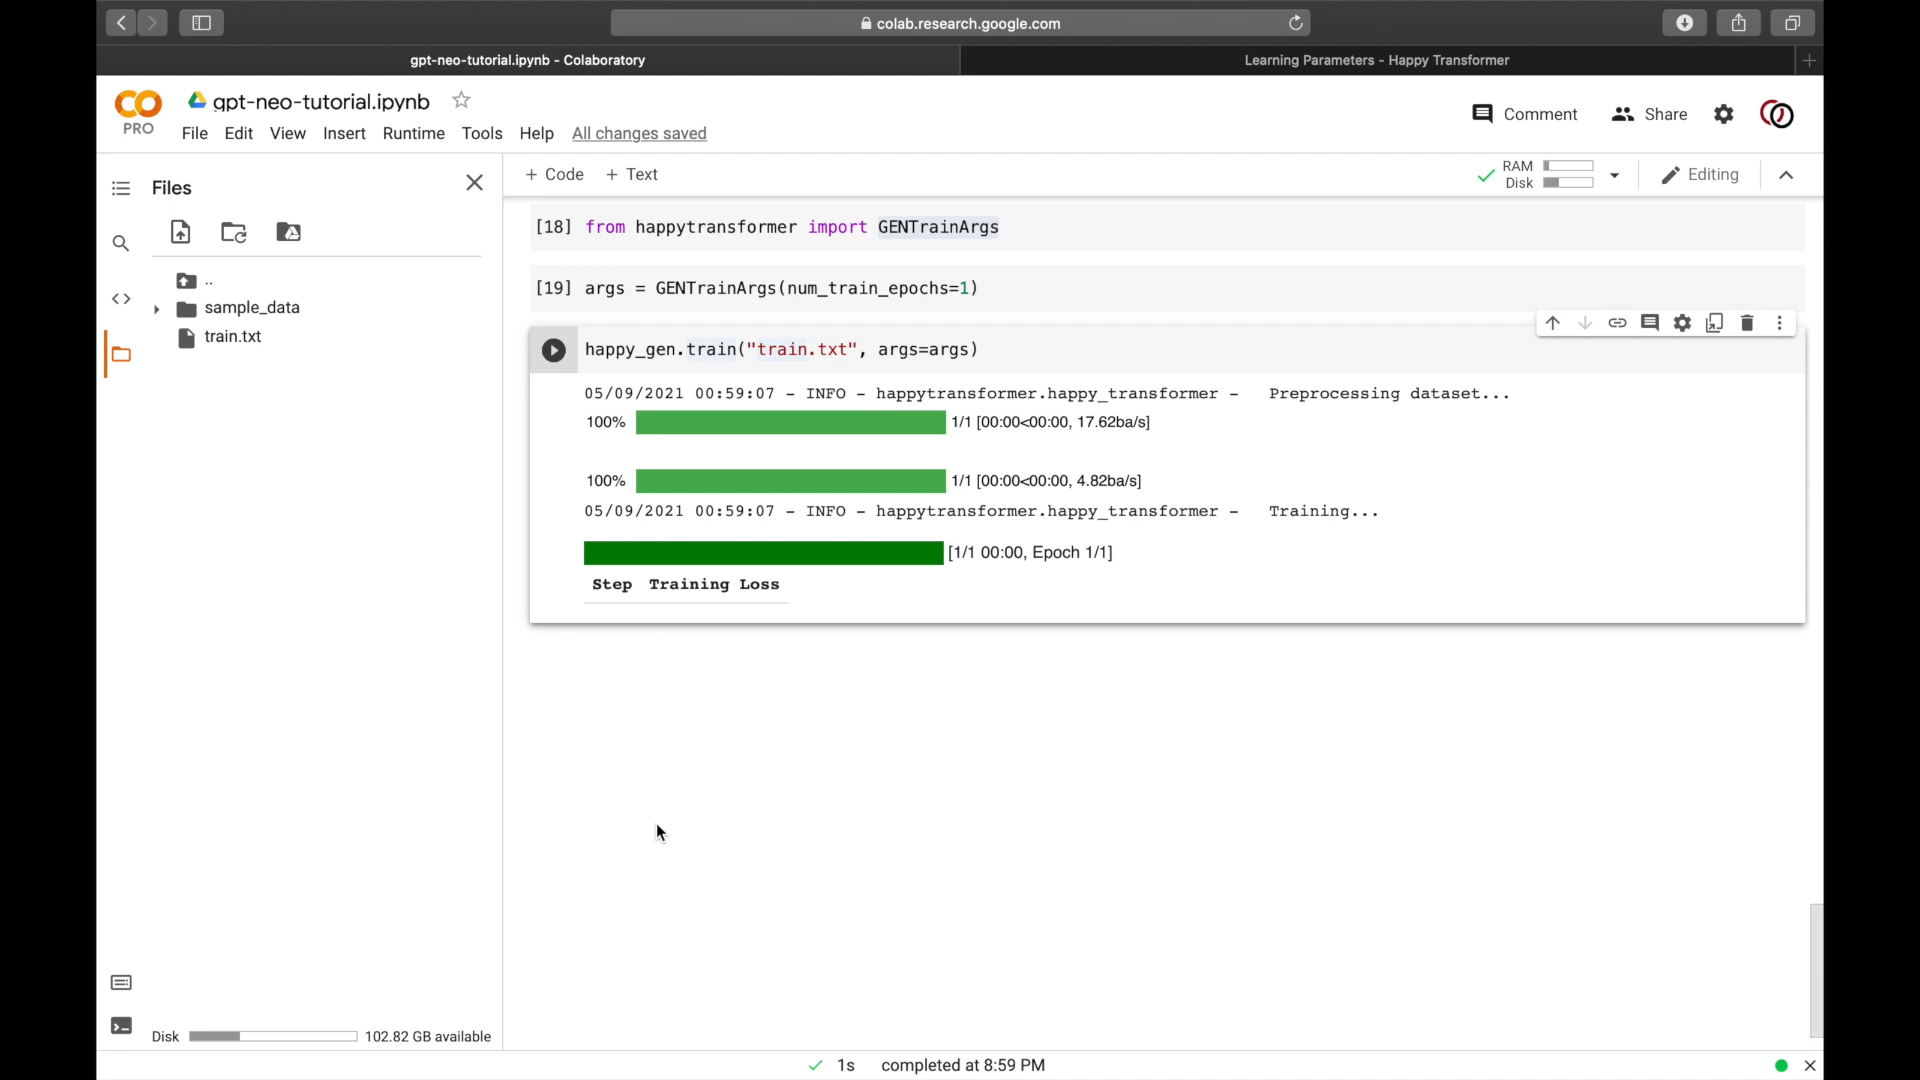 colab.research.google.com
gpt-neo-tutorial.ipynb - Colaboratory
Learning Parameters - Happy Transformer
PRO
gpt-neo-tutorial.ipynb
File Edit View Insert Runtime Tools Help All changes saved
Comment Share
Files
+ Code + Text
RAM
Disk
Editing
..
sample_data
train.txt
[18] from happytransformer import GENTrainArgs
[19] args = GENTrainArgs(num_train_epochs=1)
happy_gen.train("train.txt", args=args)
05/09/2021 00:59:07 - INFO - happytransformer.happy_transformer - Preprocessing dataset...
100% 1/1 [00:00<00:00, 17.62ba/s]
100% 1/1 [00:00<00:00, 4.82ba/s]
05/09/2021 00:59:07 - INFO - happytransformer.happy_transformer - Training...
[1/1 00:00, Epoch 1/1]
Step Training Loss
Disk 102.82 GB available
1s completed at 8:59 PM